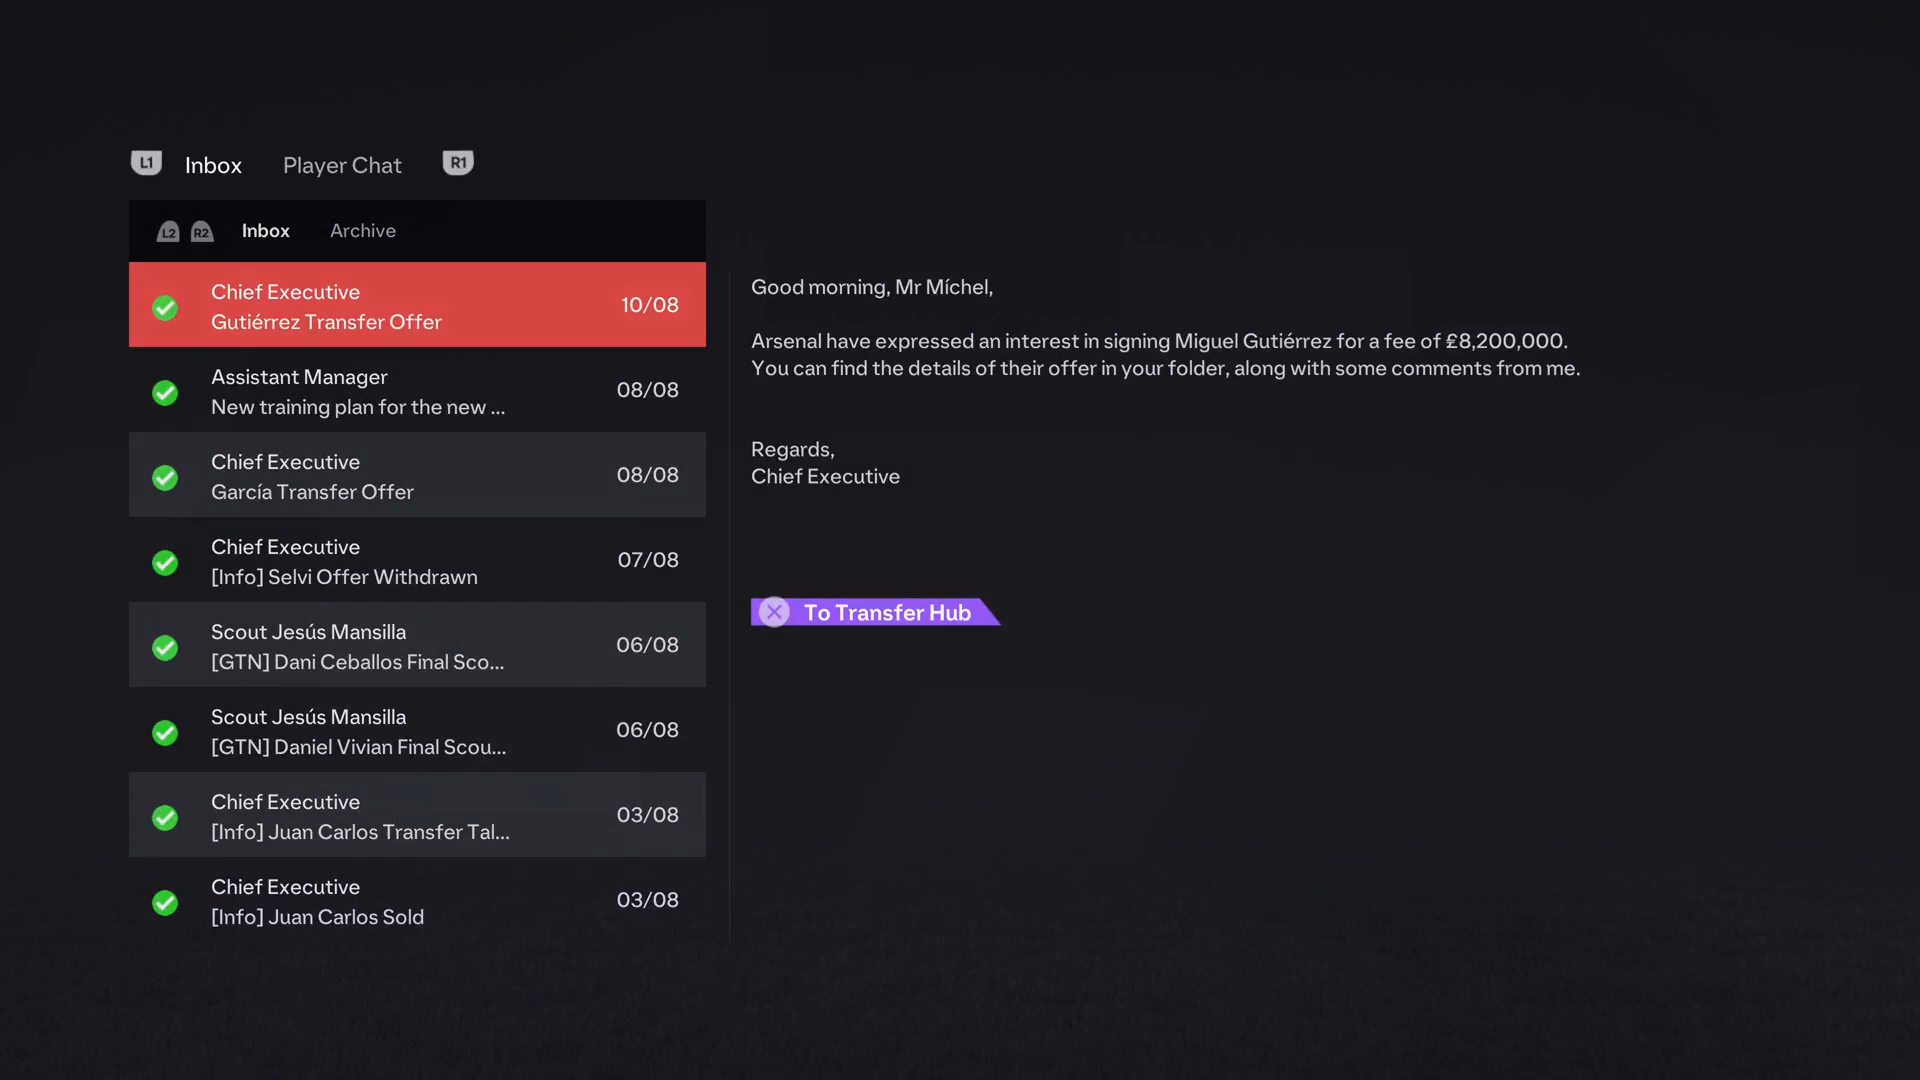 L1 Inbox Player Chat R1
L2 R2 Inbox Archive
Chief Executive
Gutiérrez Transfer Offer
10/08
Assistant Manager
New training plan for the new ...
08/08
Chief Executive
García Transfer Offer
08/08
Chief Executive
[Info] Selvi Offer Withdrawn
07/08
Scout Jesús Mansilla
[GTN] Dani Ceballos Final Sco...
06/08
Scout Jesús Mansilla
[GTN] Daniel Vivian Final Scou...
06/08
Chief Executive
[Info] Juan Carlos Transfer Tal...
03/08
Chief Executive
[Info] Juan Carlos Sold
03/08
Good morning, Mr Míchel,
Arsenal have expressed an interest in signing Miguel Gutiérrez for a fee of £8,200,000.
You can find the details of their offer in your folder, along with some comments from me.
Regards,
Chief Executive
To Transfer Hub